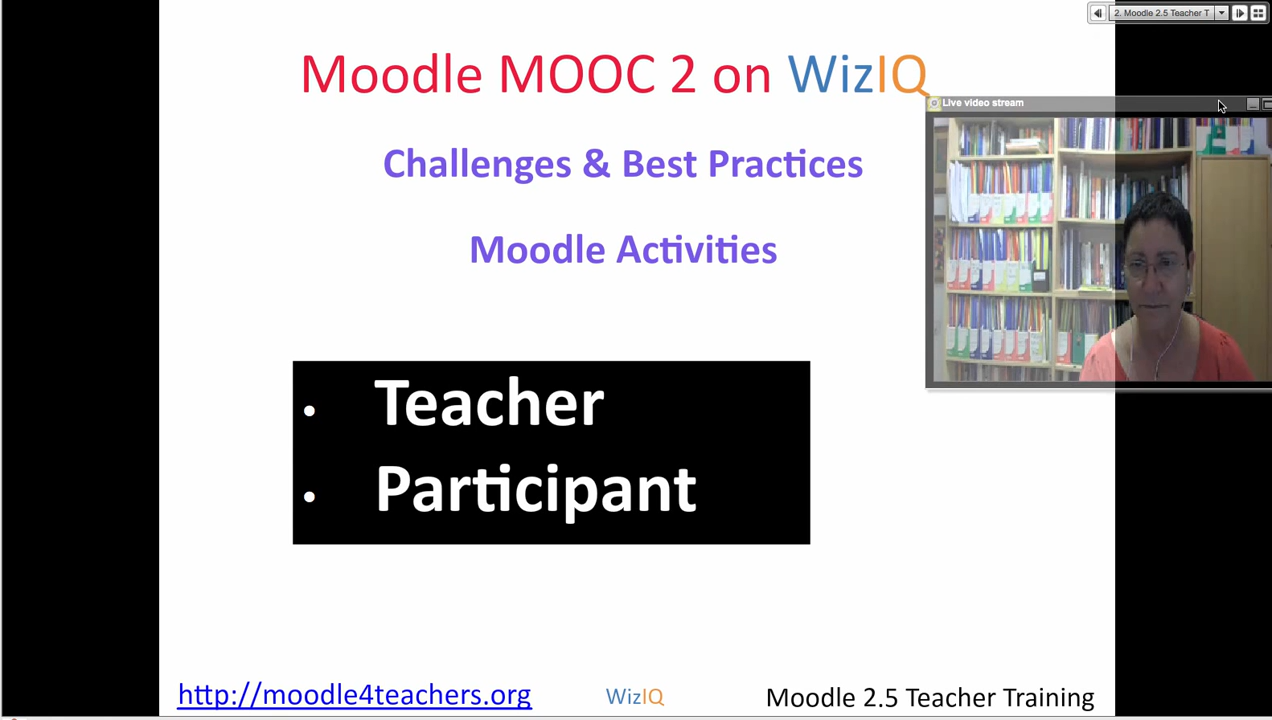 2. Moodle 2.5 Teacher T
Moodle MOOC 2 on WizIQ
Live video stream
Challenges & Best Practices
Moodle Activities
• Teacher
• Participant
http://moodle4teachers.org
WizIQ
Moodle 2.5 Teacher Training